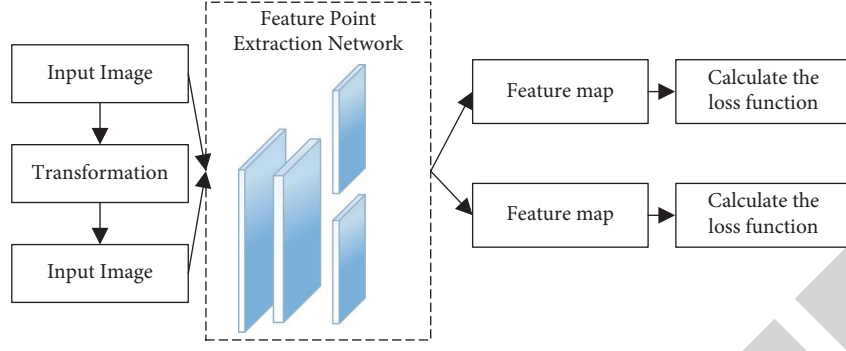 Feature Point
Extraction Network
Input Image
Transformation
Input Image
Feature map
Calculate the
loss function
Feature map
Calculate the
loss function